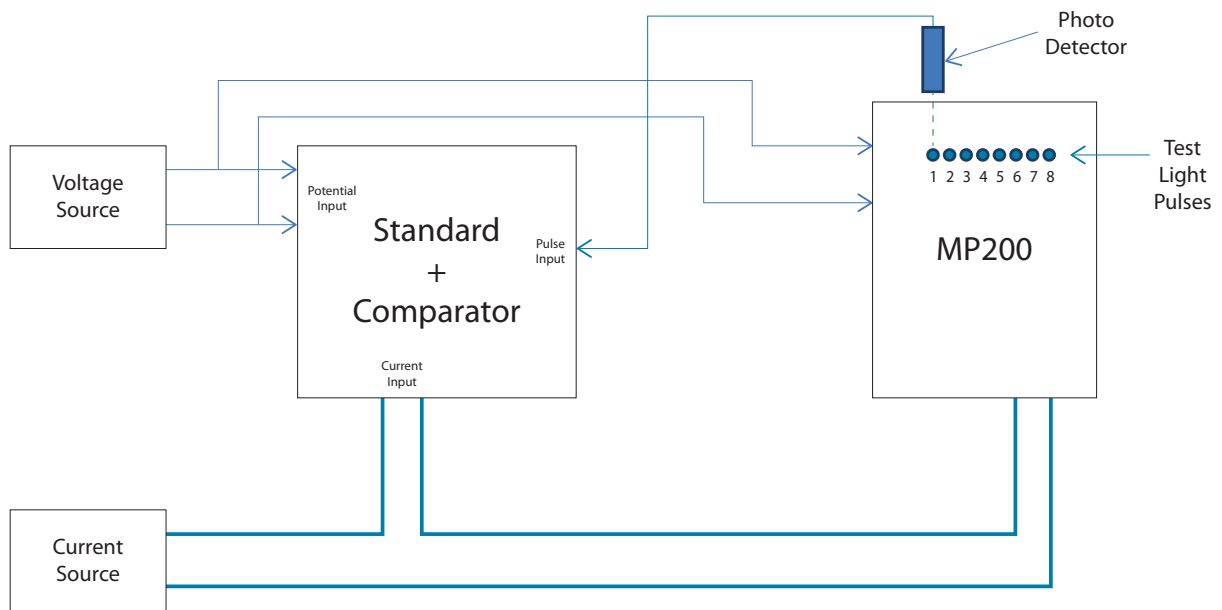 Photo
Detector
Voltage
Source
Potential
Input
Standard
+
Comparator
Pulse
Input
Current
Input
1 2 3 4 5 6 7 8
MP200
Test
Light
Pulses
Current
Source